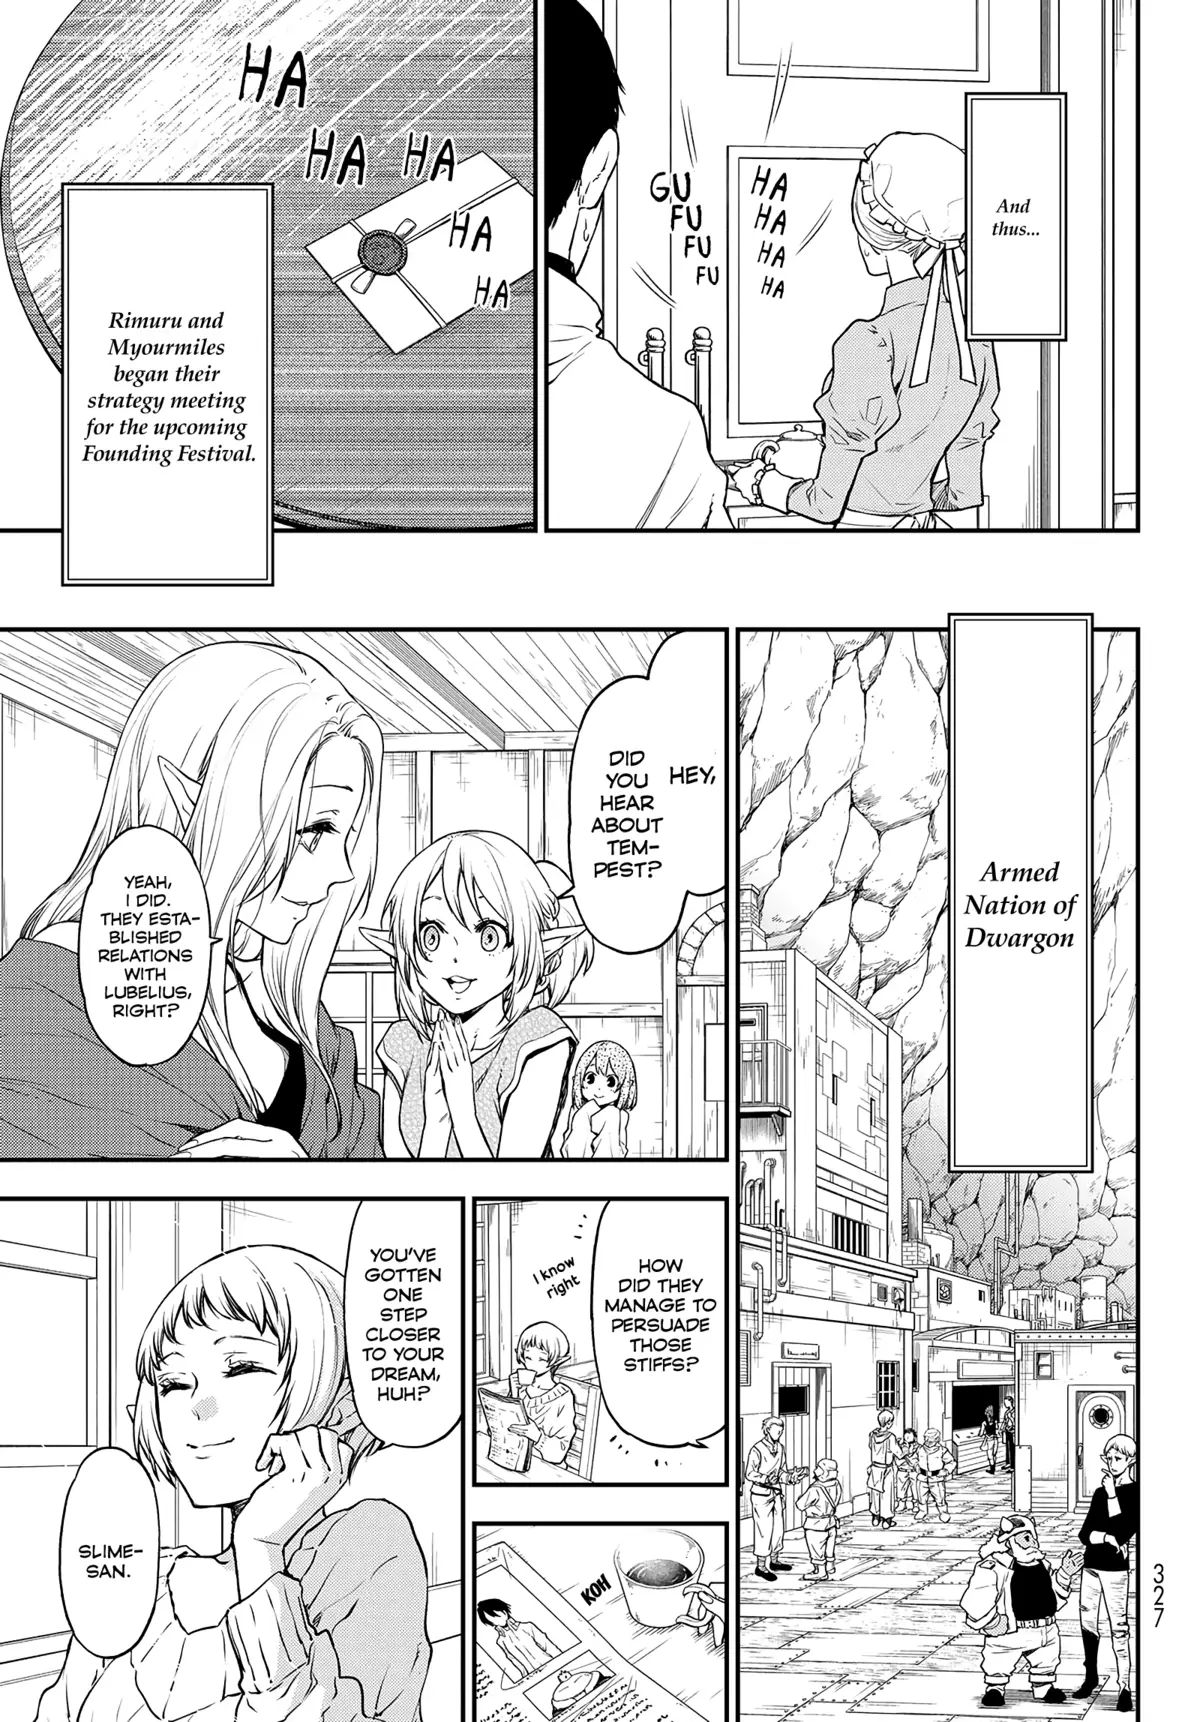 And
thus...
GU
FU
FU
FU
HA
HA
HA
HA
HA
HA
HA
HA
HA
Rimuru and
Myourmiles
began their
strategy meeting
for the upcoming
Founding Festival.
Armed
Nation of
Dwargon
HEY,
DID
YOU
HEAR
ABOUT
TEM-
PEST?
YEAH,
I DID.
THEY ESTA-
BLISHED
RELATIONS
WITH
LUBELIUS,
RIGHT?
HOW
DID THEY
MANAGE TO
PERSUADE
THOSE
STIFFS?
I know
right
KOH
YOU'VE
GOTTEN
ONE
STEP
CLOSER
TO YOUR
DREAM,
HUH?
SLIME-
SAN.
327